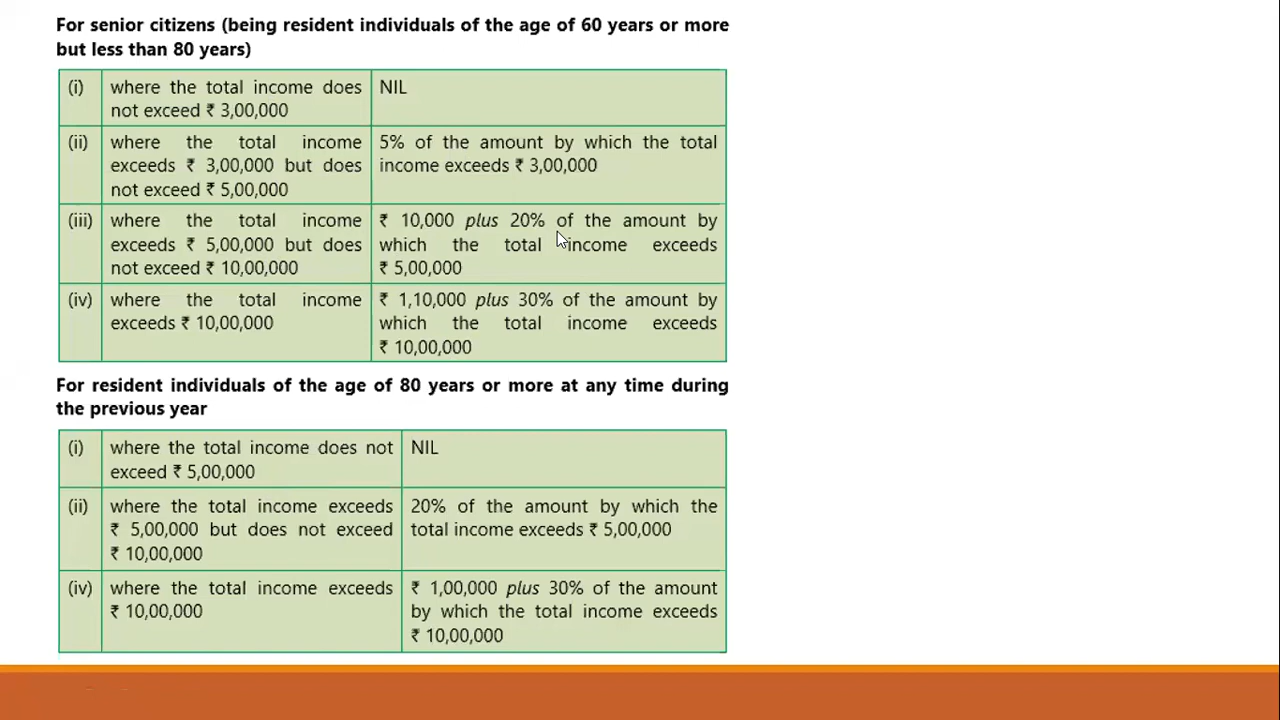 For senior citizens (being resident individuals of the age of 60 years or more
but less than 80 years)
(i) where the total income does NIL
not exceed ₹ 3,00,000
(ii) where the total income 5% of the amount by which the total
exceeds ₹ 3,00,000 but does income exceeds ₹ 3,00,000
not exceed ₹ 5,00,000
(iii) where the total income ₹ 10,000 plus 20% of the amount by
exceeds ₹ 5,00,000 but does which the total income exceeds
not exceed ₹ 10,00,000 ₹ 5,00,000
(iv) where the total income ₹ 1,10,000 plus 30% of the amount by
exceeds ₹ 10,00,000 which the total income exceeds
₹ 10,00,000
For resident individuals of the age of 80 years or more at any time during
the previous year
(i) where the total income does not NIL
exceed ₹ 5,00,000
(ii) where the total income exceeds 20% of the amount by which the
₹ 5,00,000 but does not exceed total income exceeds ₹ 5,00,000
₹ 10,00,000
(iv) where the total income exceeds ₹ 1,00,000 plus 30% of the amount
₹ 10,00,000 by which the total income exceeds
₹ 10,00,000